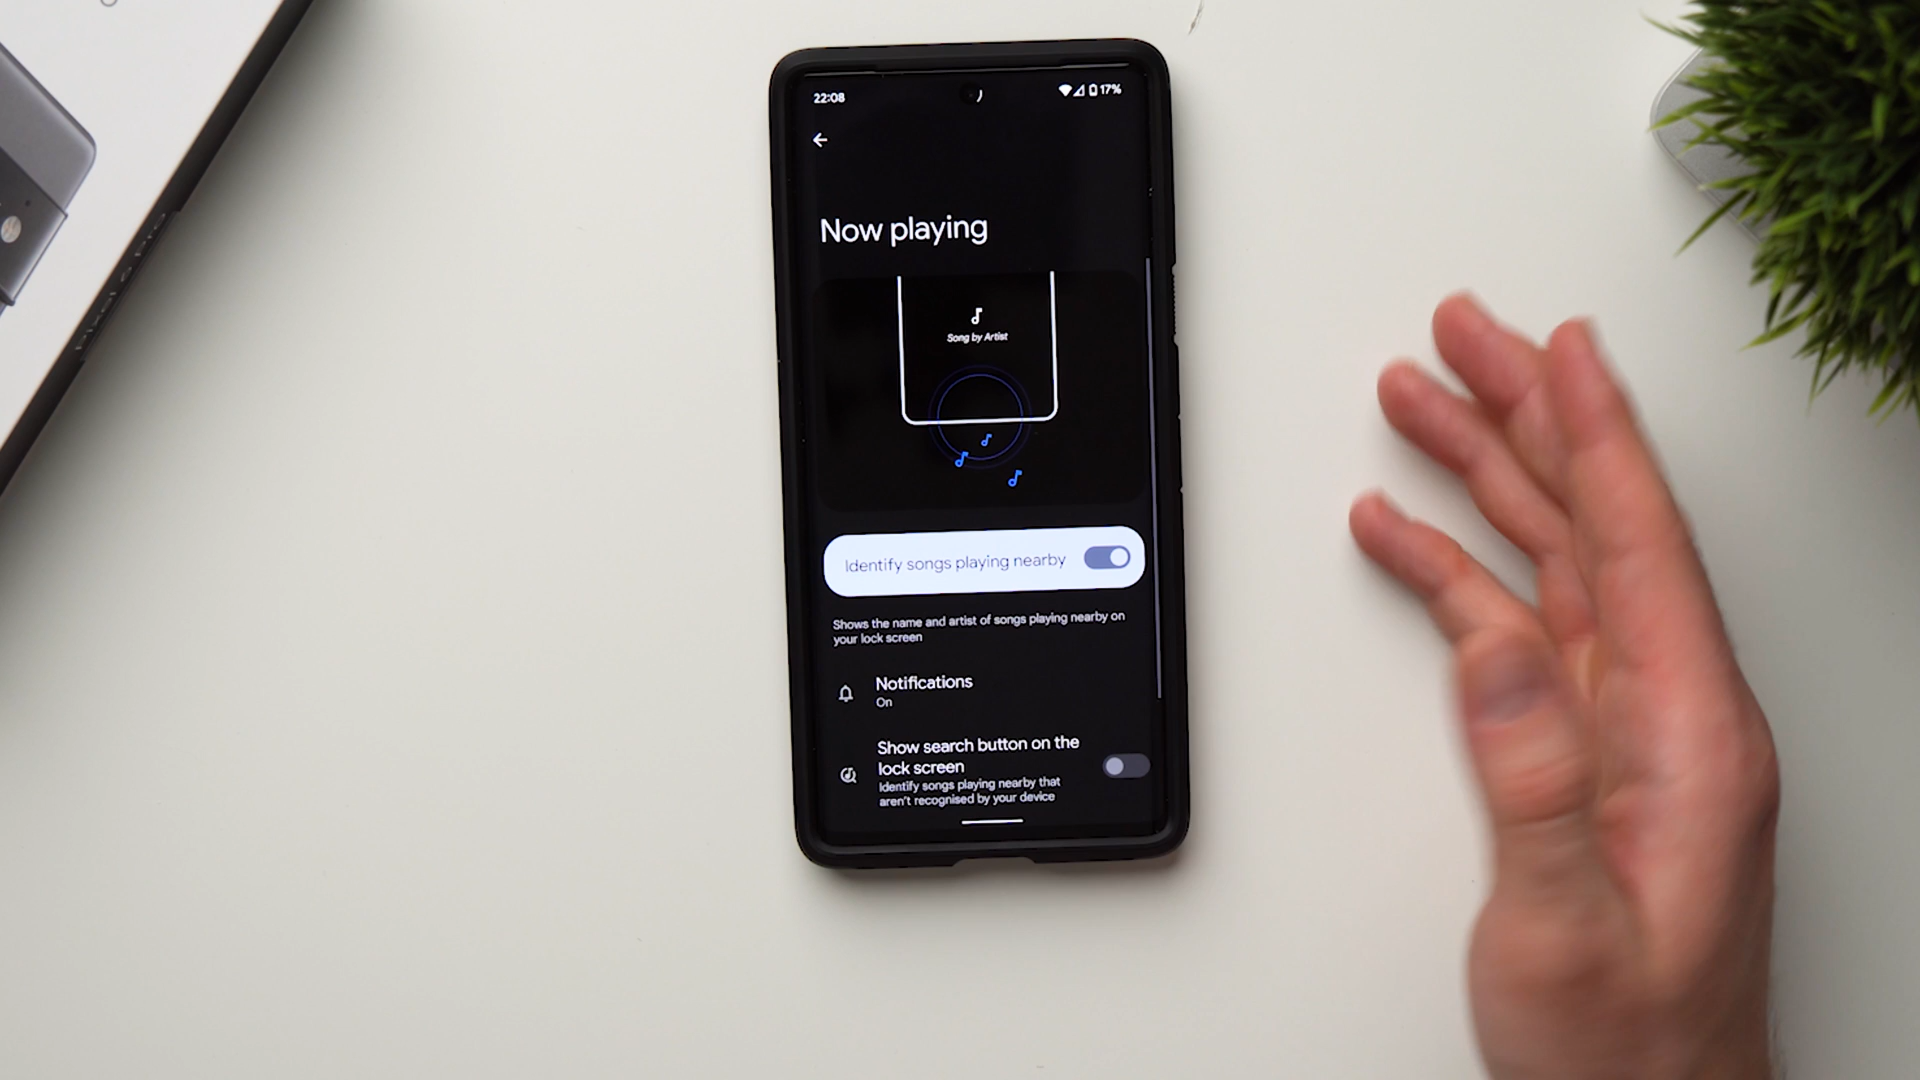 22:08
17%
Now playing
Song by Artist
Identify songs playing nearby
Shows the name and artist of songs playing nearby on
your lock screen
Notifications
On
Show search button on the
lock screen
Identify songs playing nearby that
aren't recognised by your device